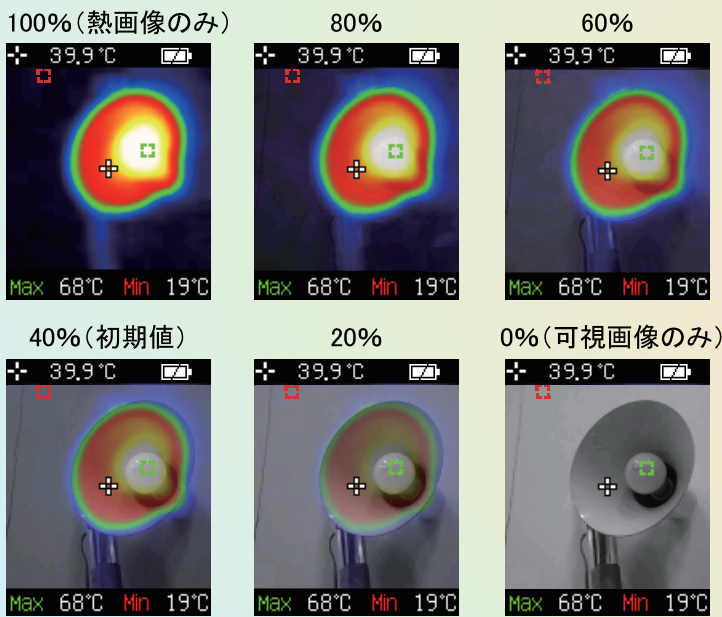 100%(熱画像のみ)
39.9℃
Max 68℃ Min 19℃
80%
39.9℃
Max 68℃ Min 19℃
60%
39.9℃
Max 68℃ Min 19℃
40%(初期値)
39.9℃
Max 68℃ Min 19℃
20%
39.9℃
Max 68℃ Min 19℃
0%(可視画像のみ)
39.9℃
Max 68℃ Min 19℃